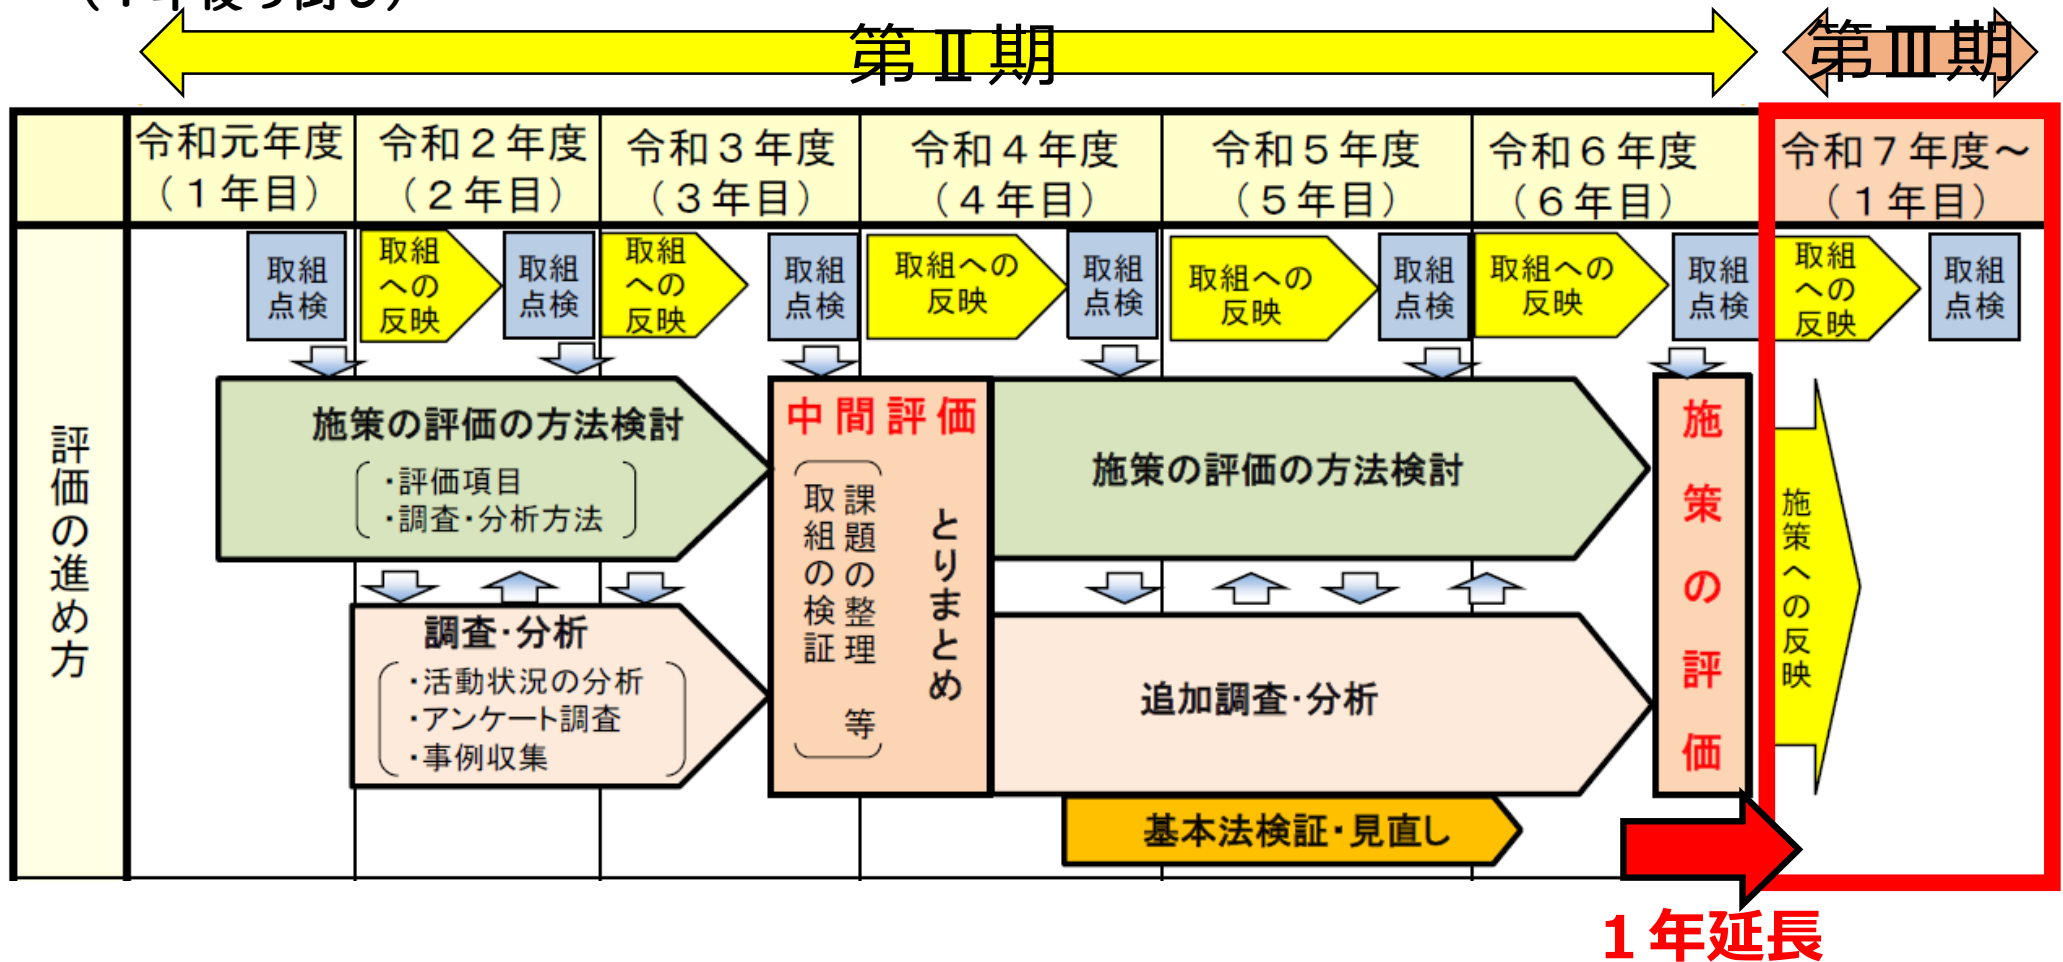 （１年後ろ倒し）
第Ⅱ期
第Ⅲ期
令和元年度
（１年目）
令和２年度
（２年目）
令和３年度
（３年目）
令和４年度
（４年目）
令和５年度
（５年目）
令和６年度
（６年目）
令和７年度～
（１年目）
評価の進め方
取組
点検
取組
への
反映
取組
点検
取組
への
反映
取組
点検
取組への
反映
取組
点検
取組への
反映
取組
点検
取組への
反映
取組
点検
取組
への
反映
取組
点検
施策の評価の方法検討
・評価項目
・調査・分析方法
調査・分析
・活動状況の分析
・アンケート調査
・事例収集
中間評価
とりまとめ
課題の整理　等
取組の検証
施策の評価の方法検討
追加調査・分析
基本法検証・見直し
施策の評価
施策への反映
１年延長